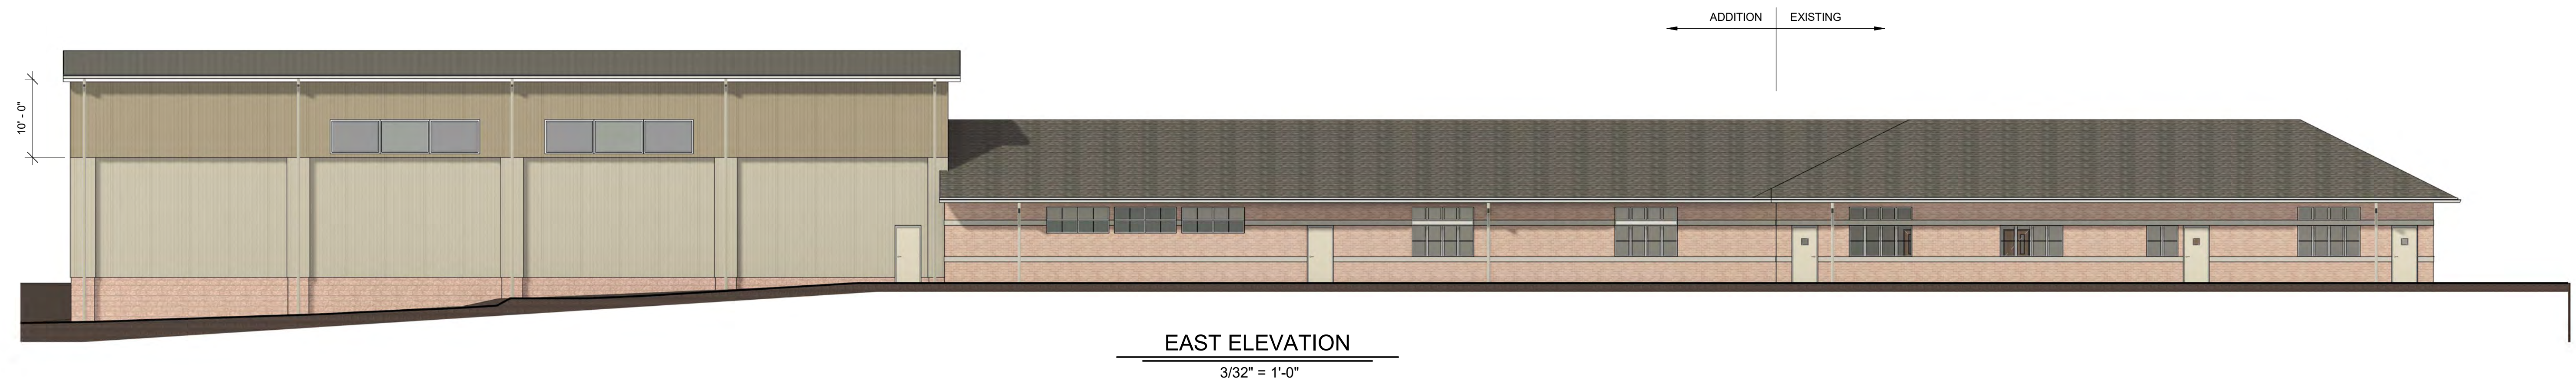 ADDITION EXISTING
10' - 0"
EAST ELEVATION
3/32" = 1'-0"